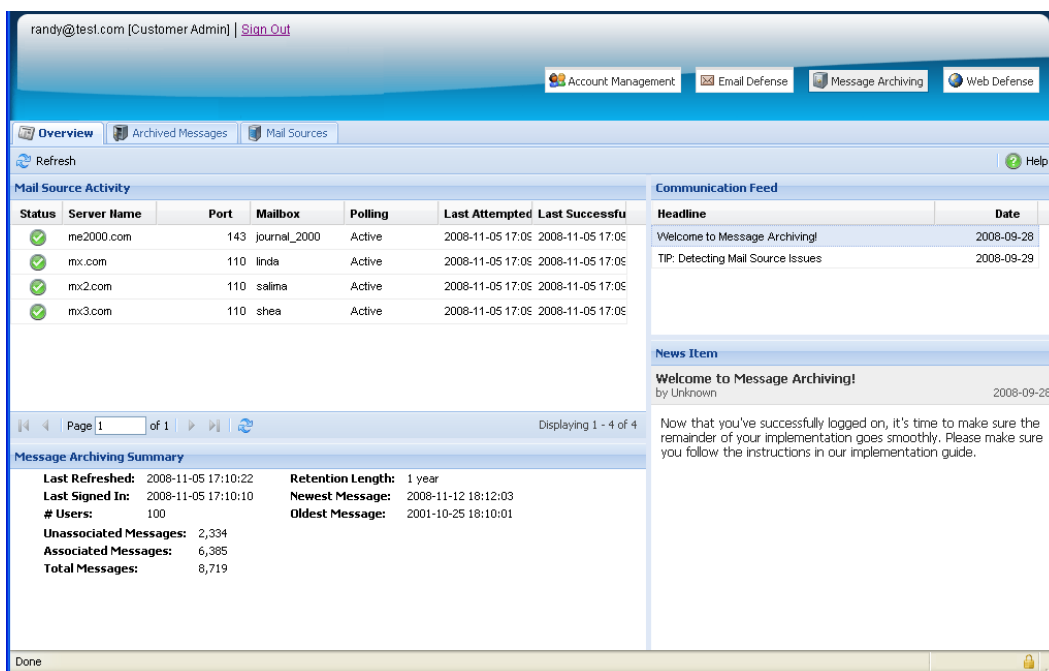 randy@test.com [Customer Admin] | Sign Out
Account Management Email Defense Message Archiving Web Defense
Overview Archived Messages Mail Sources
Refresh Help
Mail Source Activity
Status Server Name Port Mailbox Polling Last Attempted Last Successfu
me2000.com 143 journal_2000 Active 2008-11-05 17:09 2008-11-05 17:09
mx.com 110 linda Active 2008-11-05 17:09 2008-11-05 17:09
mx2.com 110 salima Active 2008-11-05 17:09 2008-11-05 17:09
mx3.com 110 shea Active 2008-11-05 17:09 2008-11-05 17:09
Page 1 of 1 Displaying 1 - 4 of 4
Message Archiving Summary
Last Refreshed: 2008-11-05 17:10:22 Retention Length: 1 year
Last Signed In: 2008-11-05 17:10:10 Newest Message: 2008-11-12 18:12:03
# Users: 100 Oldest Message: 2001-10-25 18:10:01
Unassociated Messages: 2,334
Associated Messages: 6,385
Total Messages: 8,719
Communication Feed
Headline Date
Welcome to Message Archiving! 2008-09-28
TIP: Detecting Mail Source Issues 2008-09-29
News Item
Welcome to Message Archiving!
by Unknown 2008-09-28
Now that you've successfully logged on, it's time to make sure the
remainder of your implementation goes smoothly. Please make sure
you follow the instructions in our implementation guide.
Done